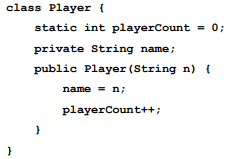 class Player {
    static int playerCount = 0;
    private String name;
    public Player(String n) {
        name = n;
        playerCount++;
    }
}